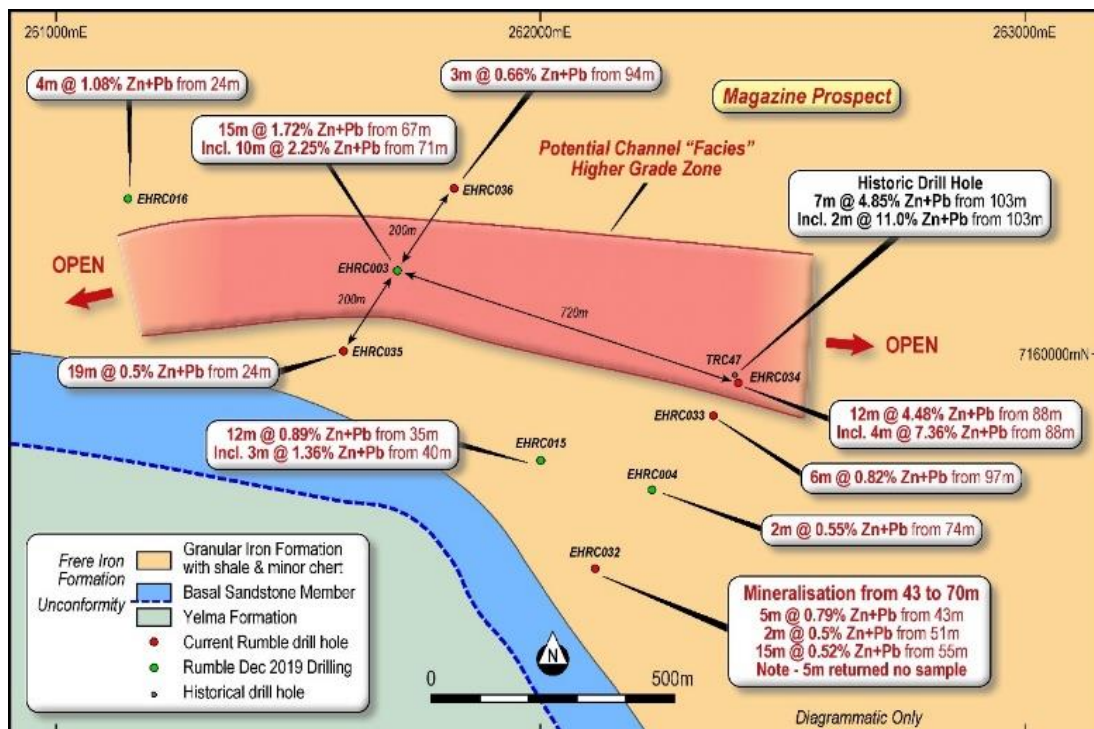 261000mE
262000mE
263000mE
4m @ 1.08% Zn+Pb from 24m
3m @ 0.66% Zn+Pb from 94m
Magazine Prospect
15m @ 1.72% Zn+Pb from 67m
Incl. 10m @ 2.25% Zn+Pb from 71m
Potential Channel “Facies”
Higher Grade Zone
Historic Drill Hole
7m @ 4.85% Zn+Pb from 103m
Incl. 2m @ 11.0% Zn+Pb from 103m
EHRC016
EHRC036
200m
OPEN
EHRC003
200m
720m
OPEN
EHRC035
TRC47
EHRC034
7160000mN
19m @ 0.5% Zn+Pb from 24m
12m @ 4.48% Zn+Pb from 88m
Incl. 4m @ 7.36% Zn+Pb from 88m
EHRC033
12m @ 0.89% Zn+Pb from 35m
Incl. 3m @ 1.36% Zn+Pb from 40m
EHRC015
6m @ 0.82% Zn+Pb from 97m
EHRC004
2m @ 0.55% Zn+Pb from 74m
EHRC032
Mineralisation from 43 to 70m
5m @ 0.79% Zn+Pb from 43m
2m @ 0.5% Zn+Pb from 51m
15m @ 0.52% Zn+Pb from 55m
Note - 5m returned no sample
Frere Iron
Formation
Granular Iron Formation
with shale & minor chert
Basal Sandstone Member
Unconformity
Yelma Formation
Current Rumble drill hole
Rumble Dec 2019 Drilling
Historical drill hole
N
0
500m
Diagrammatic Only